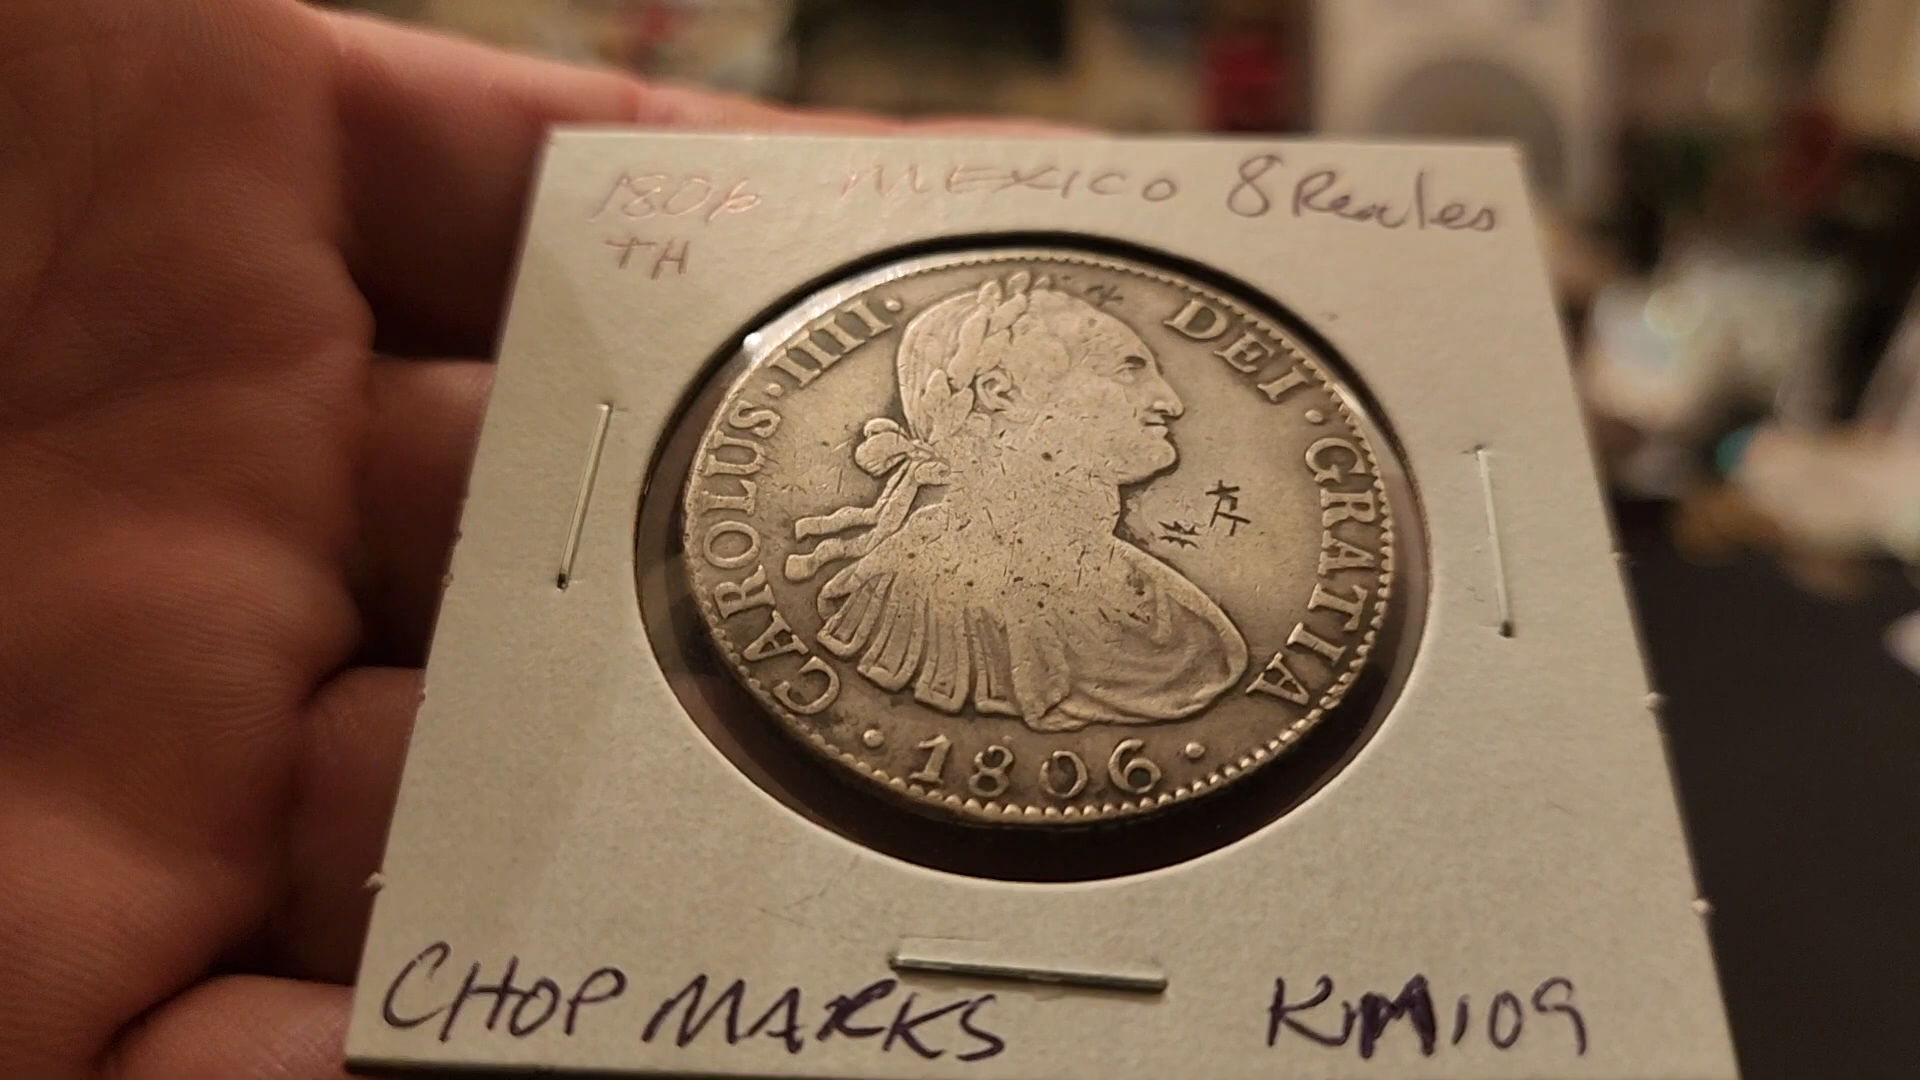 1806 MEXICO 8 Reales
TH
CAROLUS·IIII· DEI·GRATIA
·1806·
CHOP MARKS KM109